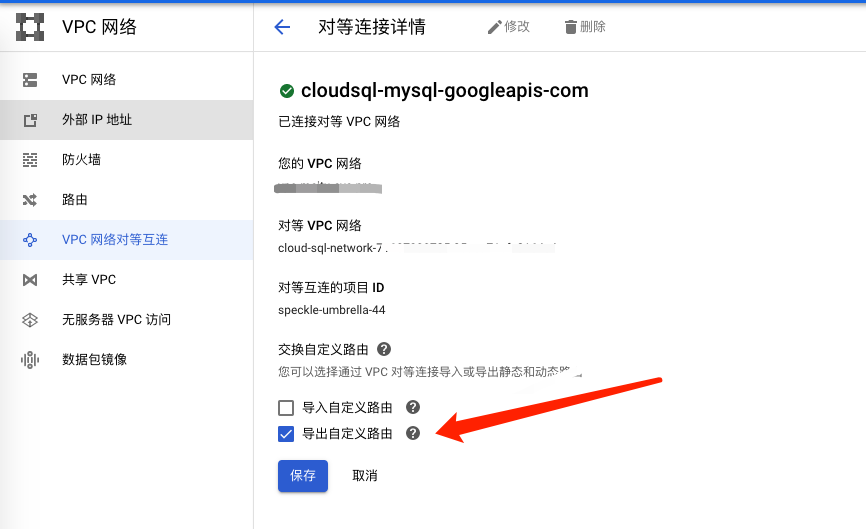 VPC 网络
对等连接详情
修改
删除
VPC 网络
外部 IP 地址
防火墙
路由
VPC 网络对等互连
共享 VPC
无服务器 VPC 访问
数据包镜像
cloudsql-mysql-googleapis-com
已连接对等 VPC 网络
您的 VPC 网络
对等 VPC 网络
cloud-sql-network-7
对等互连的项目 ID
speckle-umbrella-44
交换自定义路由
您可以选择通过 VPC 对等连接导入或导出静态和动态路
导入自定义路由
导出自定义路由
保存
取消